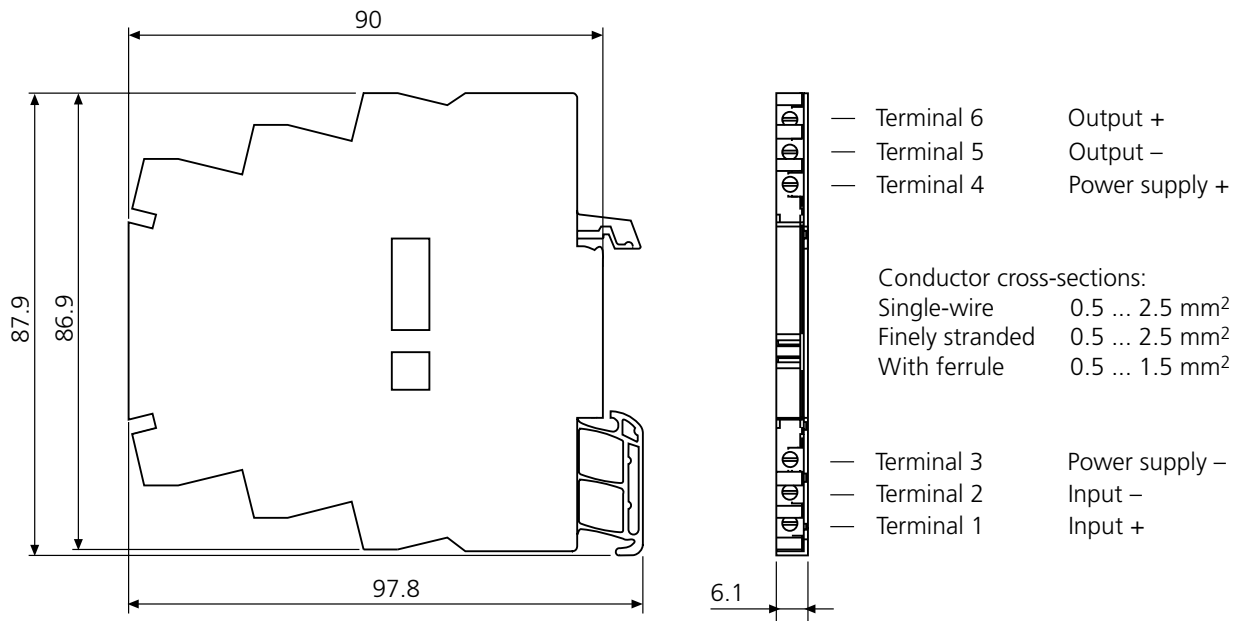 90
87.9
86.9
97.8
6.1
— Terminal 6 Output +
— Terminal 5 Output –
— Terminal 4 Power supply +
Conductor cross-sections:
Single-wire 0.5 ... 2.5 mm²
Finely stranded 0.5 ... 2.5 mm²
With ferrule 0.5 ... 1.5 mm²
— Terminal 3 Power supply –
— Terminal 2 Input –
— Terminal 1 Input +